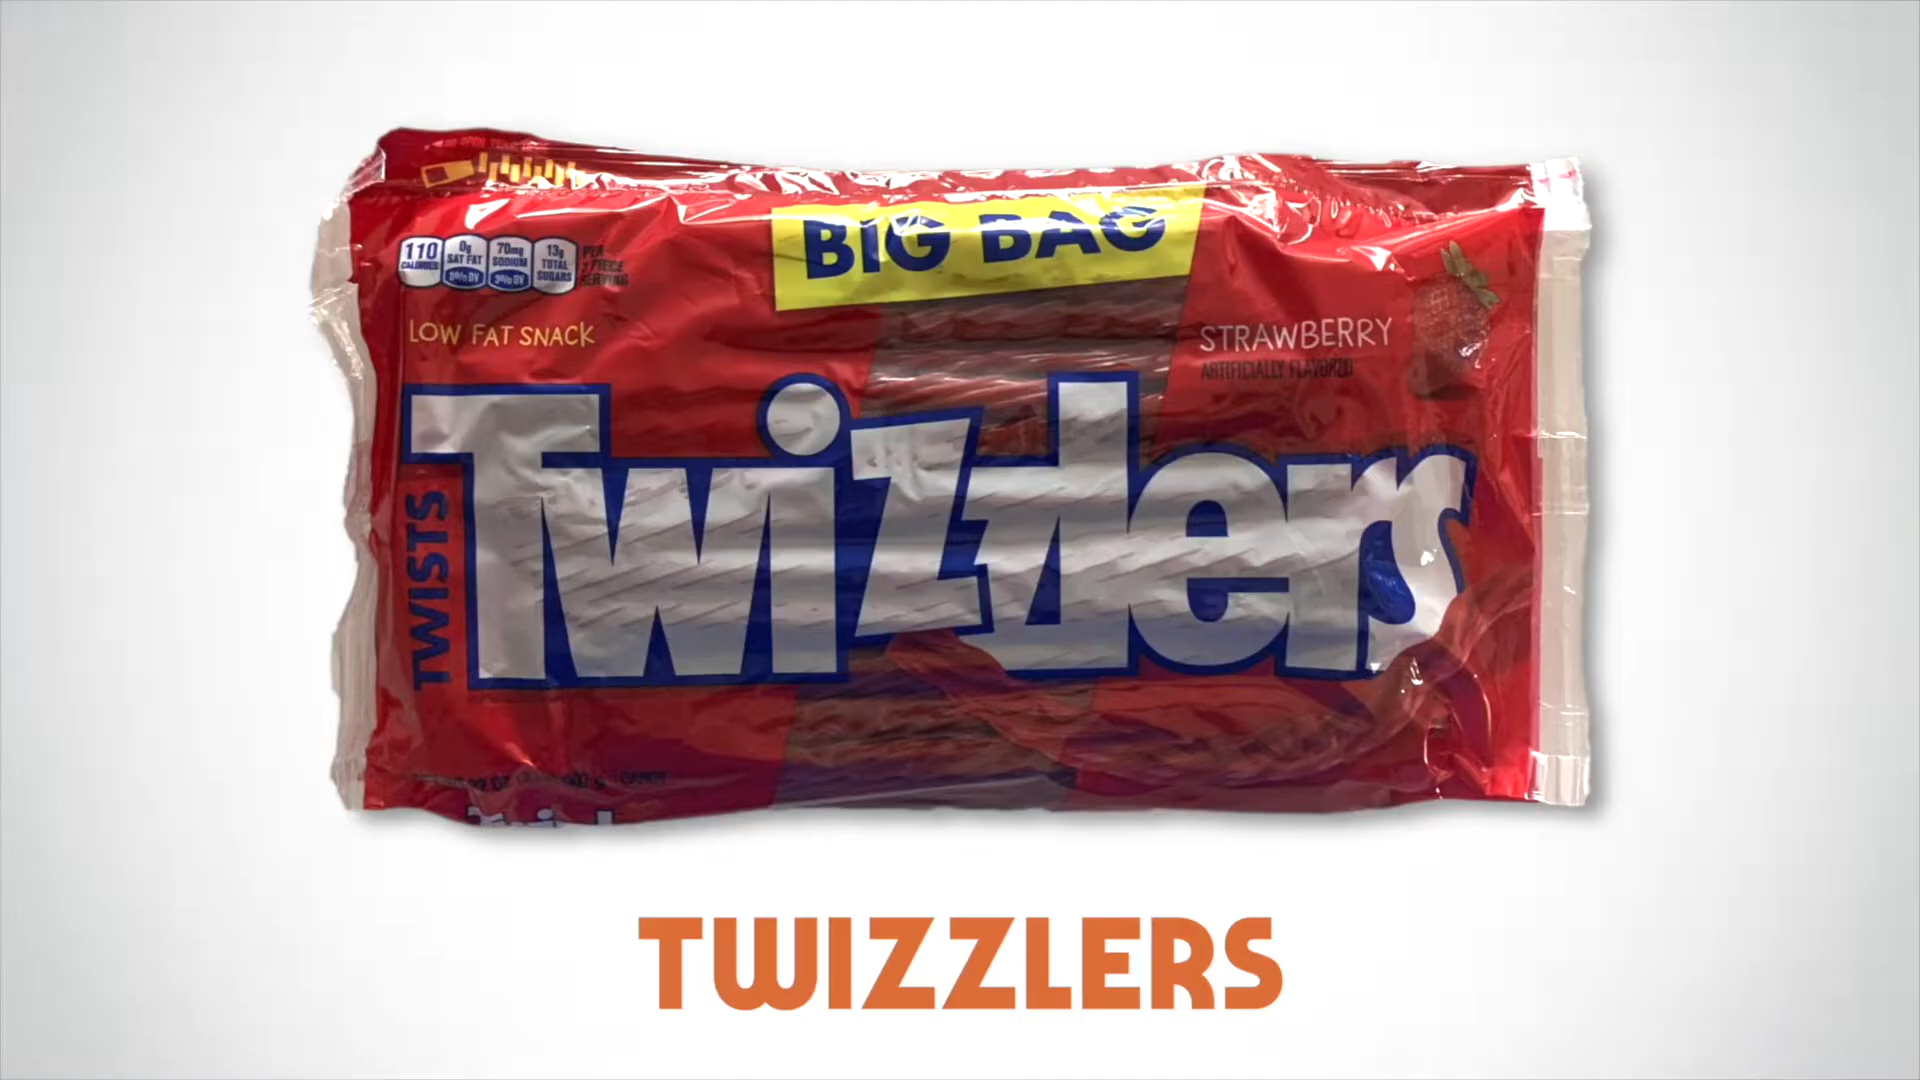 BIG BAG
110 CALORIES
0g SAT FAT 0% DV
70mg SODIUM 3% DV
13g TOTAL SUGARS
PER 3 PIECE SERVING
LOW FAT SNACK
STRAWBERRY
ARTIFICIALLY FLAVORED
TWISTS
Twizzlers
TWIZZLERS